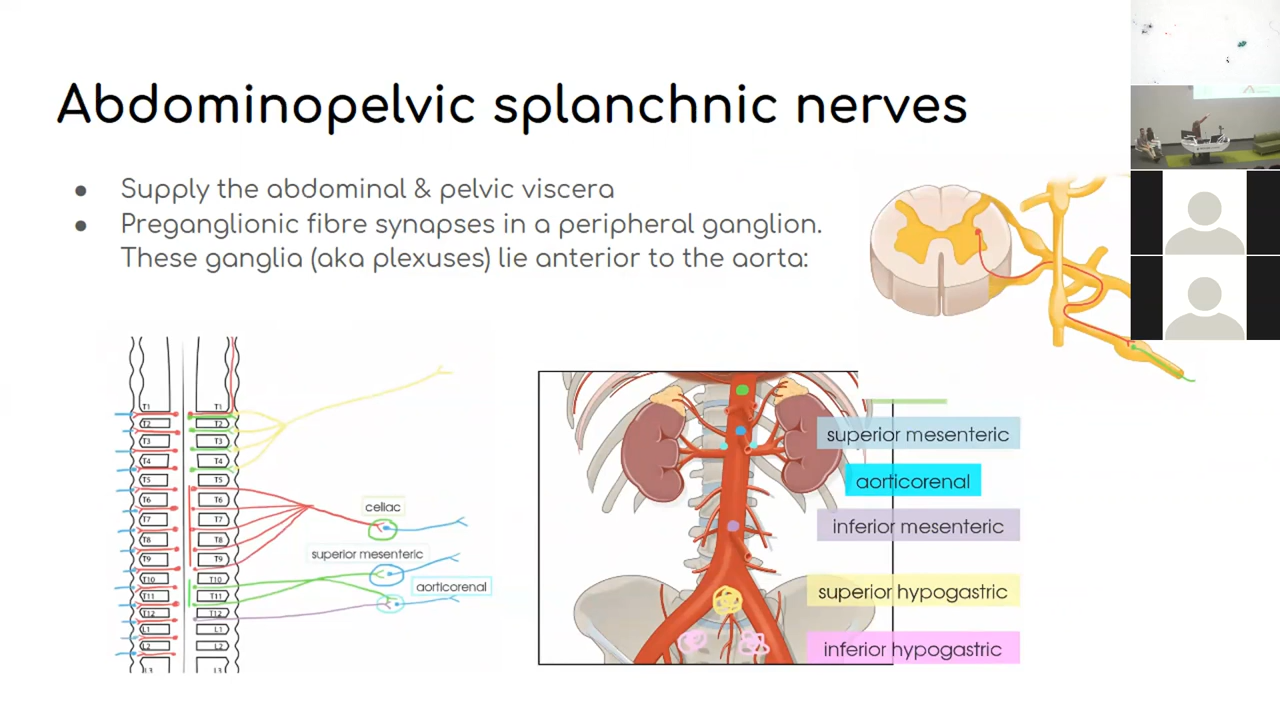 Abdominopelvic splanchnic nerves
● Supply the abdominal & pelvic viscera
● Preganglionic fibre synapses in a peripheral ganglion.
These ganglia (aka plexuses) lie anterior to the aorta:
T1 T1
T2 T2
T3 T3
T4 T4
T5 T5
T6 T6
T7 T7
T8 T8
T9 T9
T10 T10
T11 T11
T12 T12
L1 L1
L2 L2
L3 L3
celiac
superior mesenteric
aorticorenal
superior mesenteric
aorticorenal
inferior mesenteric
superior hypogastric
inferior hypogastric